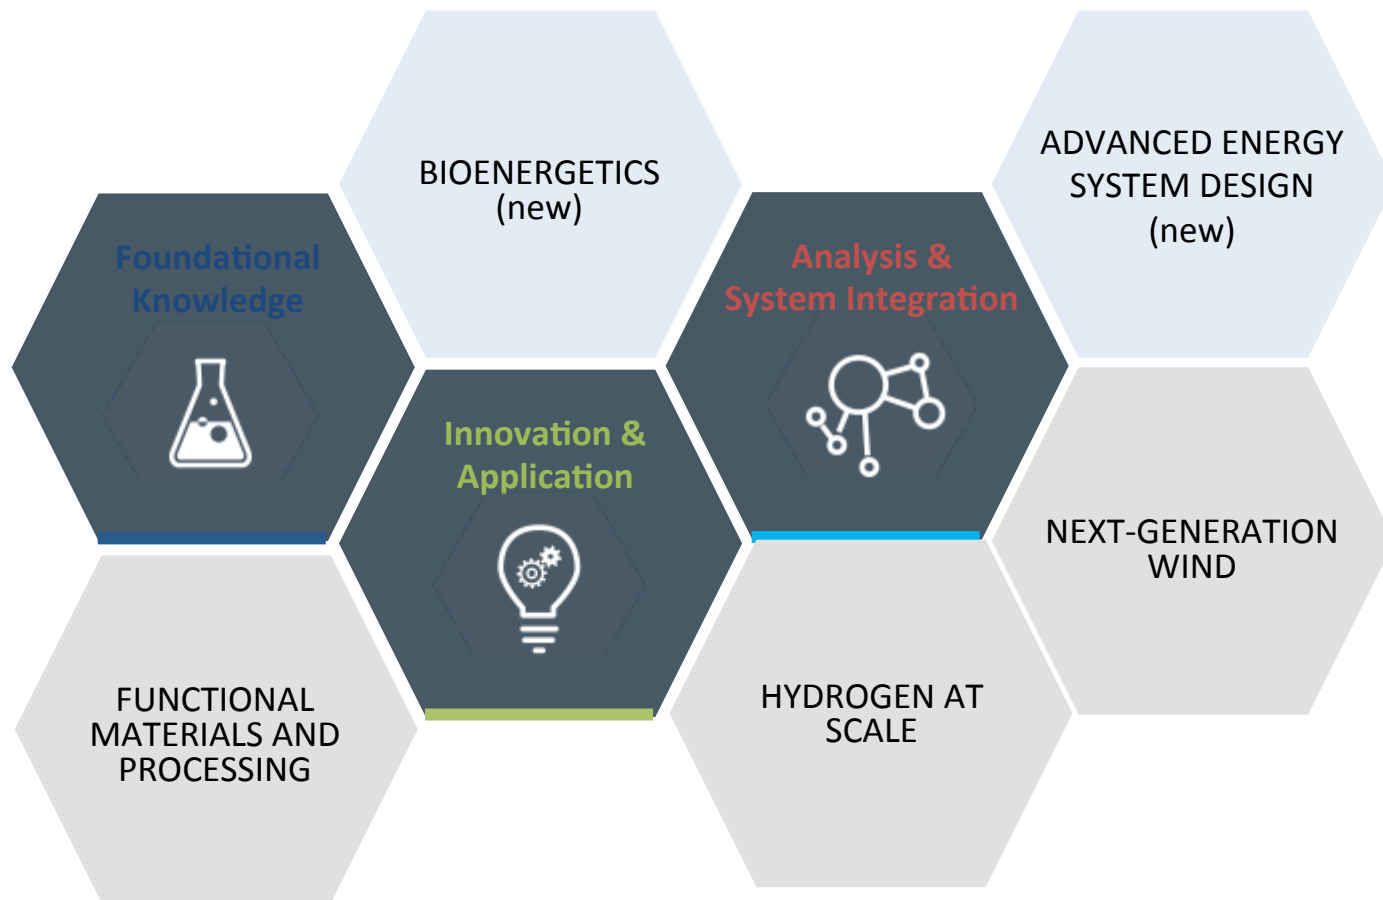 BIOENERGETICS
(new)
ADVANCED ENERGY
SYSTEM DESIGN
(new)
Foundational
Knowledge
Analysis &
System Integration
Innovation &
Application
NEXT-GENERATION
WIND
FUNCTIONAL
MATERIALS AND
PROCESSING
HYDROGEN AT
SCALE